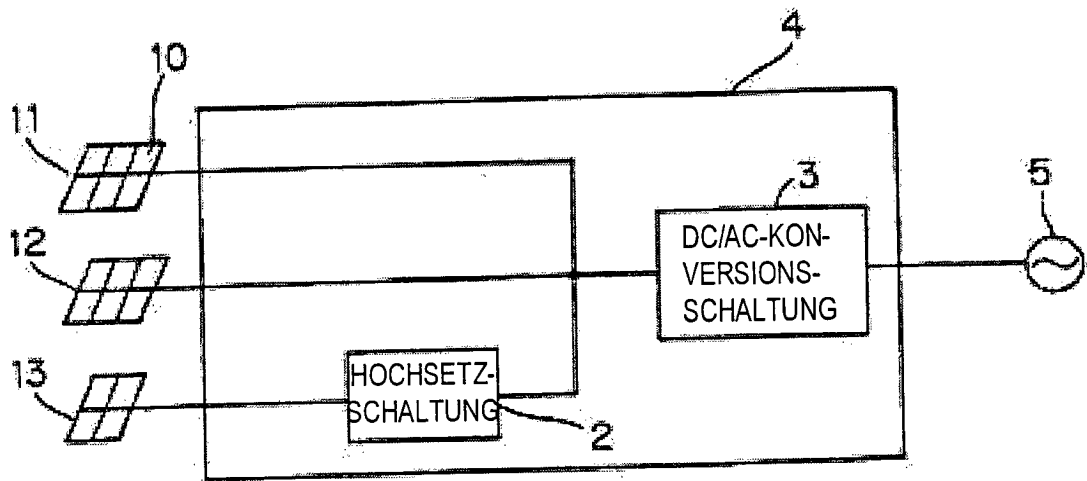 4
10
11
3
5
DC/AC-KON-
VERSIONS-
SCHALTUNG
12
13
HOCHSETZ-
SCHALTUNG
2